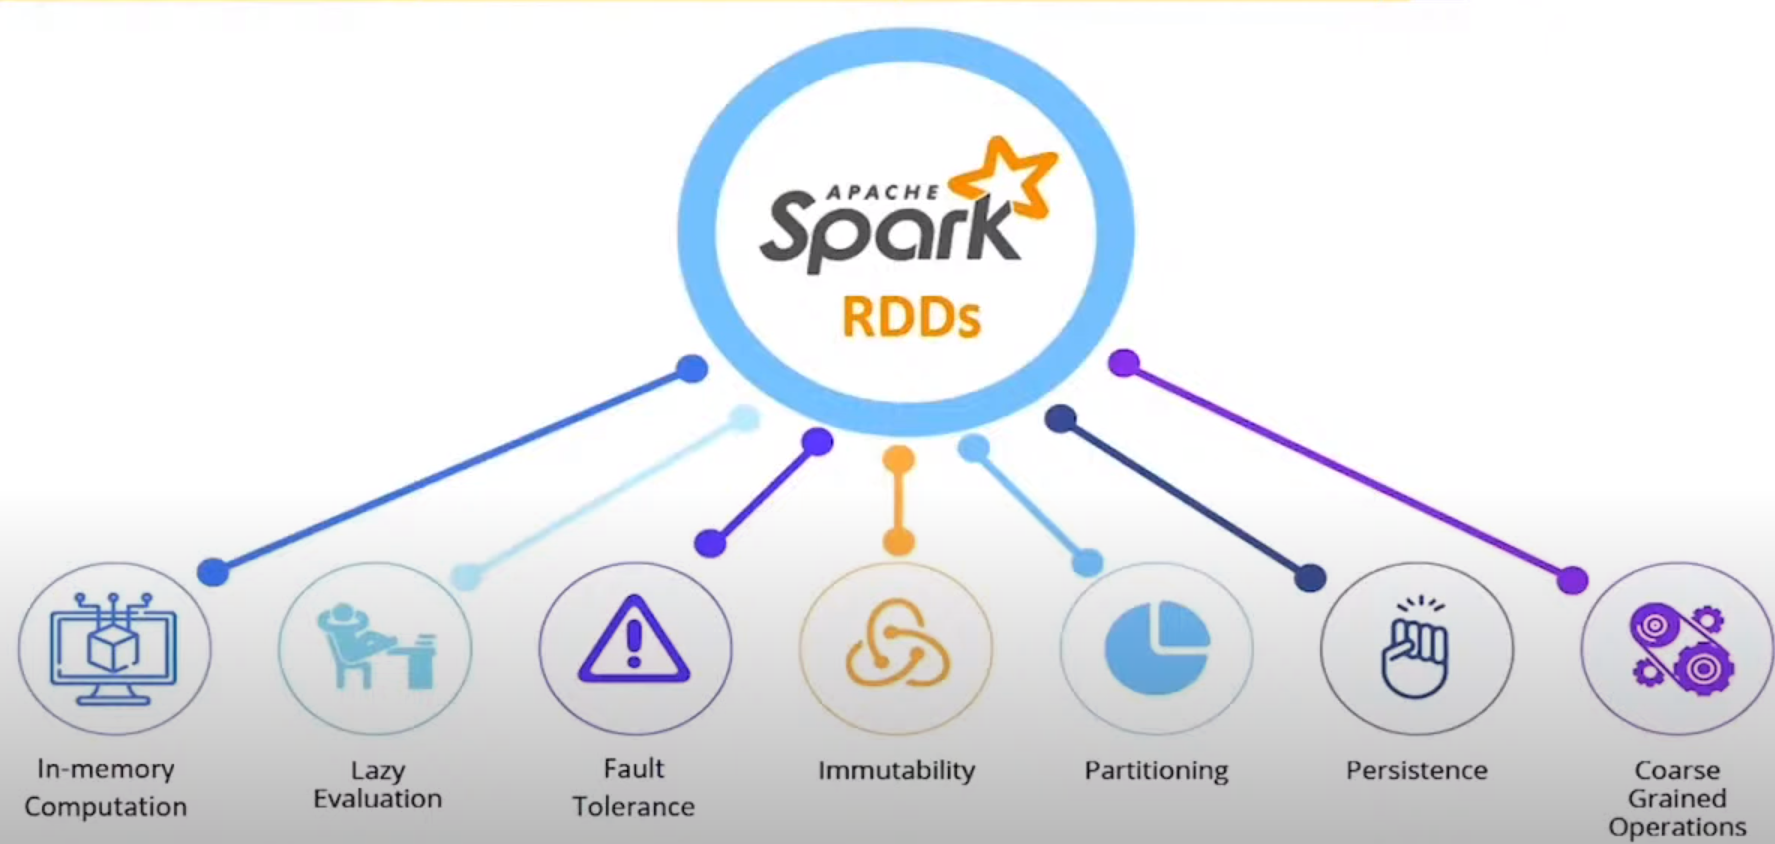 APACHE
Spark
RDDs
In-memory
Computation
Lazy
Evaluation
Fault
Tolerance
Immutability
Partitioning
Persistence
Coarse
Grained
Operations